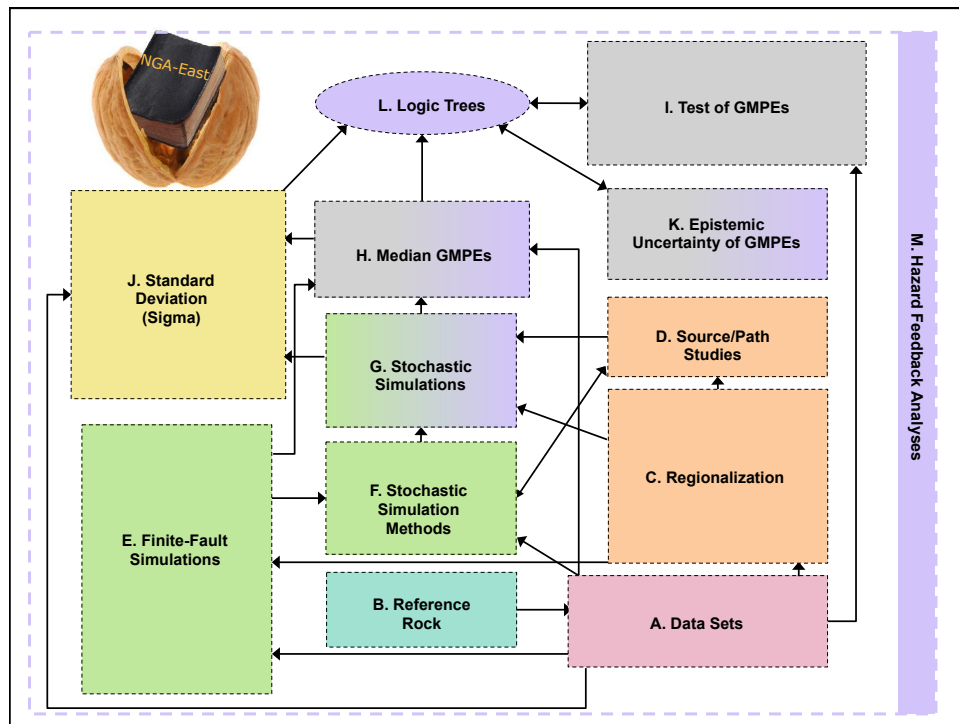 NGA-East
L. Logic Trees
I. Test of GMPEs
K. Epistemic
Uncertainty of GMPEs
H. Median GMPEs
J. Standard
Deviation
(Sigma)
D. Source/Path
Studies
G. Stochastic
Simulations
C. Regionalization
F. Stochastic
Simulation
Methods
E. Finite-Fault
Simulations
B. Reference
Rock
A. Data Sets
M. Hazard Feedback Analyses